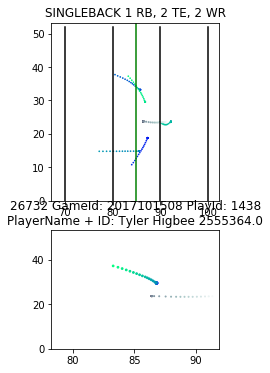 SINGLEBACK 1 RB, 2 TE, 2 WR
50
40
30
20
10
0
70 80 90 100
26732 GameId: 2017101508 PlayId: 1438
PlayerName + ID: Tyler Higbee 2555364.0
40
20
0
80 85 90